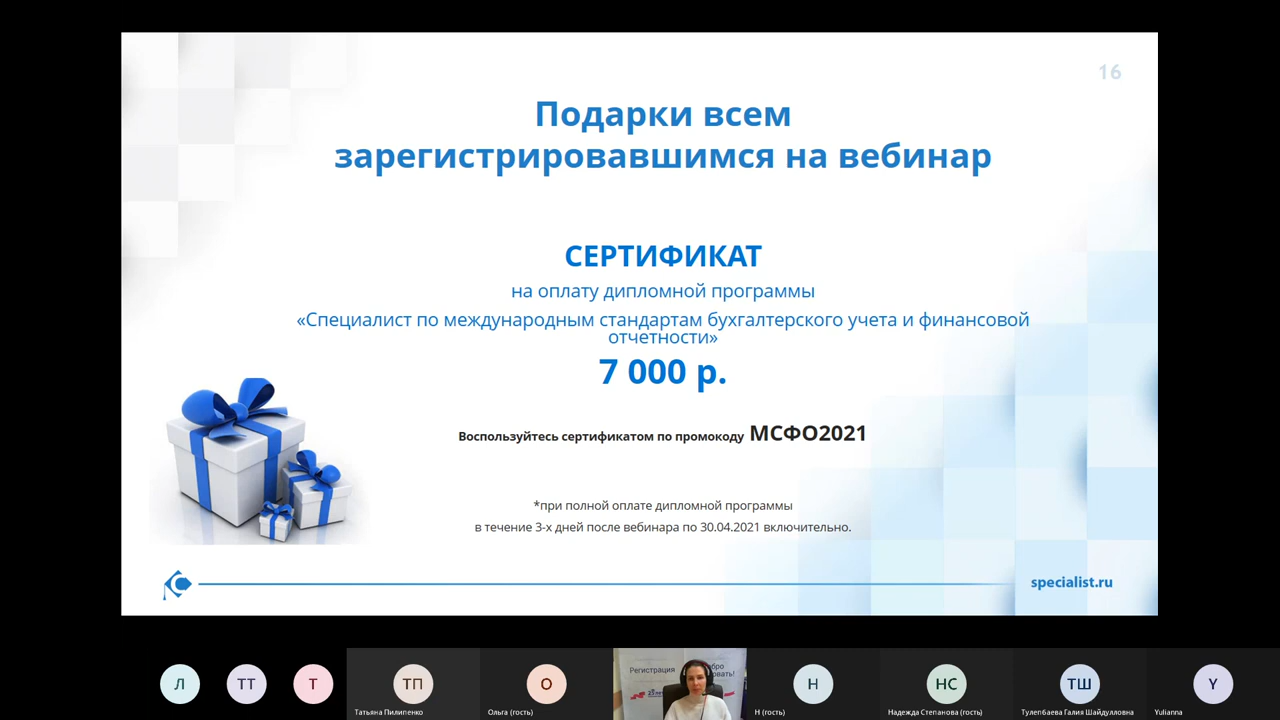 16
Подарки всем
зарегистрировавшимся на вебинар
СЕРТИФИКАТ
на оплату дипломной программы
«Специалист по международным стандартам бухгалтерского учета и финансовой
отчетности»
7 000 р.
Воспользуйтесь сертификатом по промокоду МСФО2021
*при полной оплате дипломной программы
в течение 3-х дней после вебинара по 30.04.2021 включительно.
specialist.ru
Л
ТТ
Т
ТП
О
Регистрация
Н
НС
ТШ
Y
Татьяна Пилипенко
Ольга (гость)
Н (гость)
Надежда Степанова (гость)
Тулепбаева Галия Шайдулловна
Yulianna